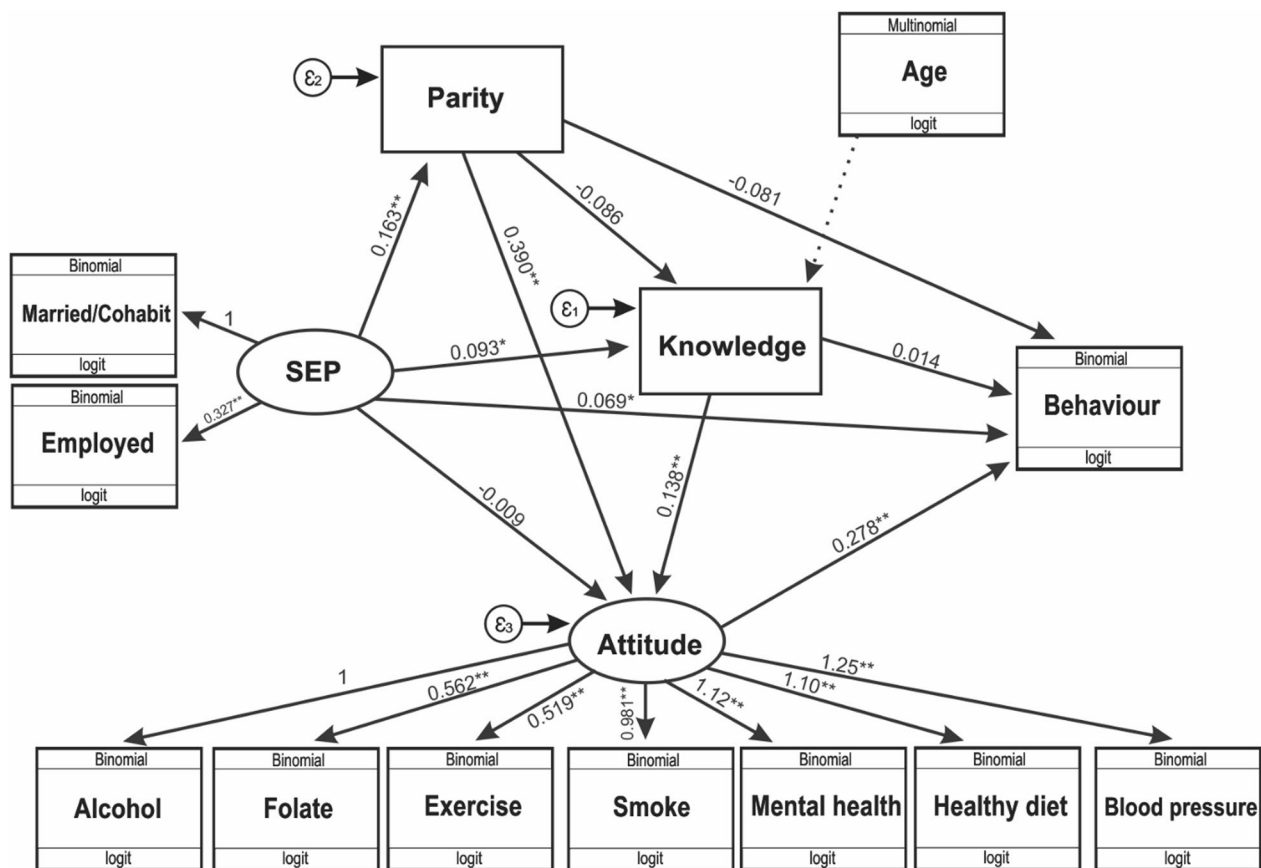 Multinomial
Age
logit
ε2
Parity
-0.081
-0.086
0.163**
0.390**
Binomial
Married/Cohabit
logit
1
ε1
Knowledge
SEP
0.093*
0.014
Binomial
Behaviour
logit
0.069*
Binomial
Employed
logit
0.327**
0.138**
-0.009
0.278**
ε3
Attitude
1
0.562**
0.519**
0.981**
1.12**
1.10**
1.25**
Binomial
Alcohol
logit
Binomial
Folate
logit
Binomial
Exercise
logit
Binomial
Smoke
logit
Binomial
Mental health
logit
Binomial
Healthy diet
logit
Binomial
Blood pressure
logit